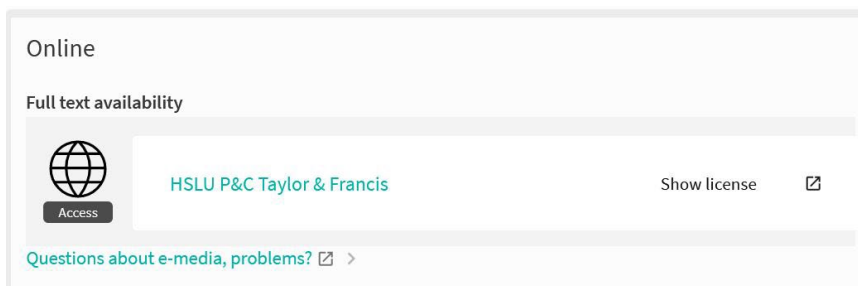 Online
Full text availability
HSLU P&C Taylor & Francis Show license
Access
Questions about e-media, problems?